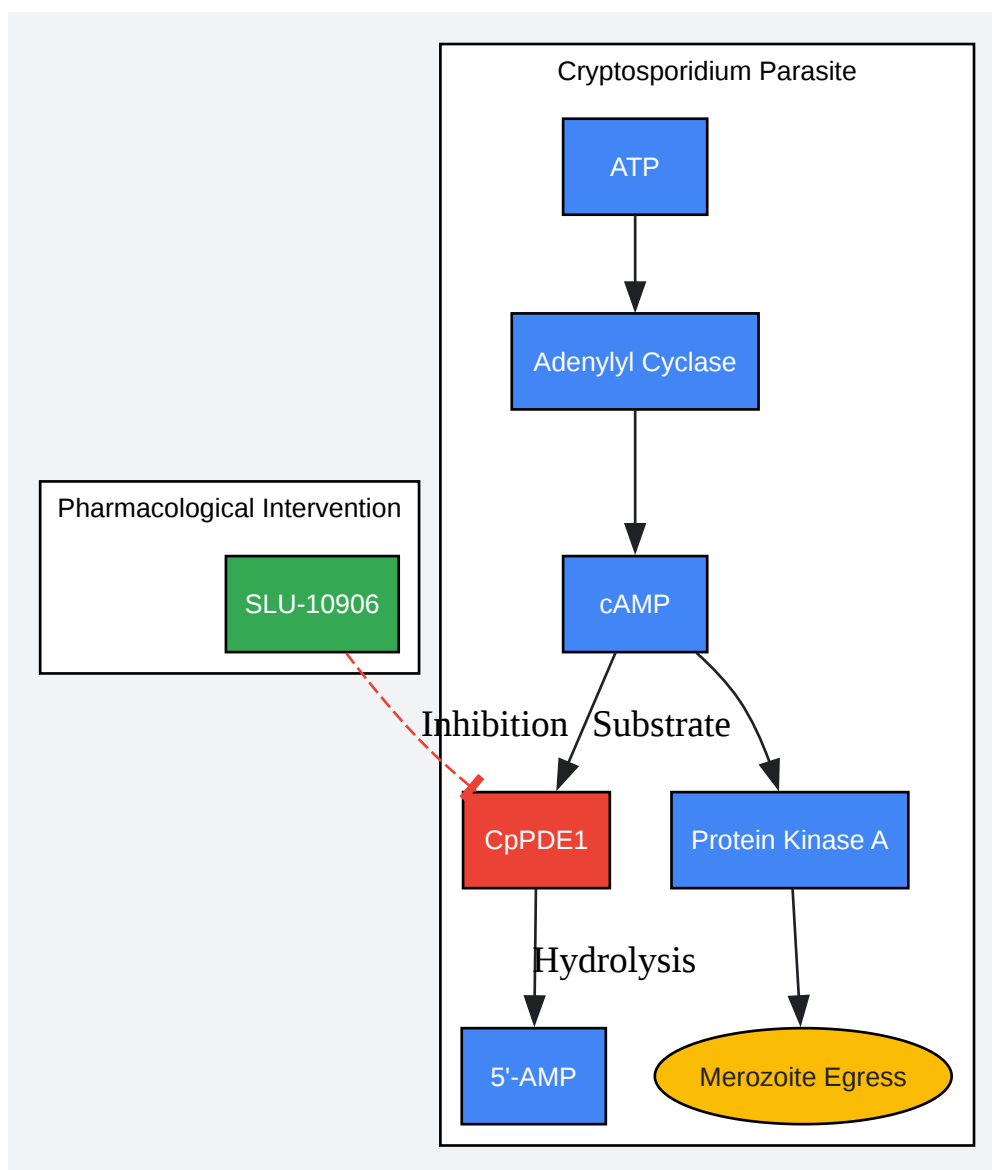 Cryptosporidium Parasite
ATP
Adenylyl Cyclase
Pharmacological Intervention
SLU-10906
cAMP
Inhibition
Substrate
CpPDE1
Protein Kinase A
Hydrolysis
5'-AMP
Merozoite Egress